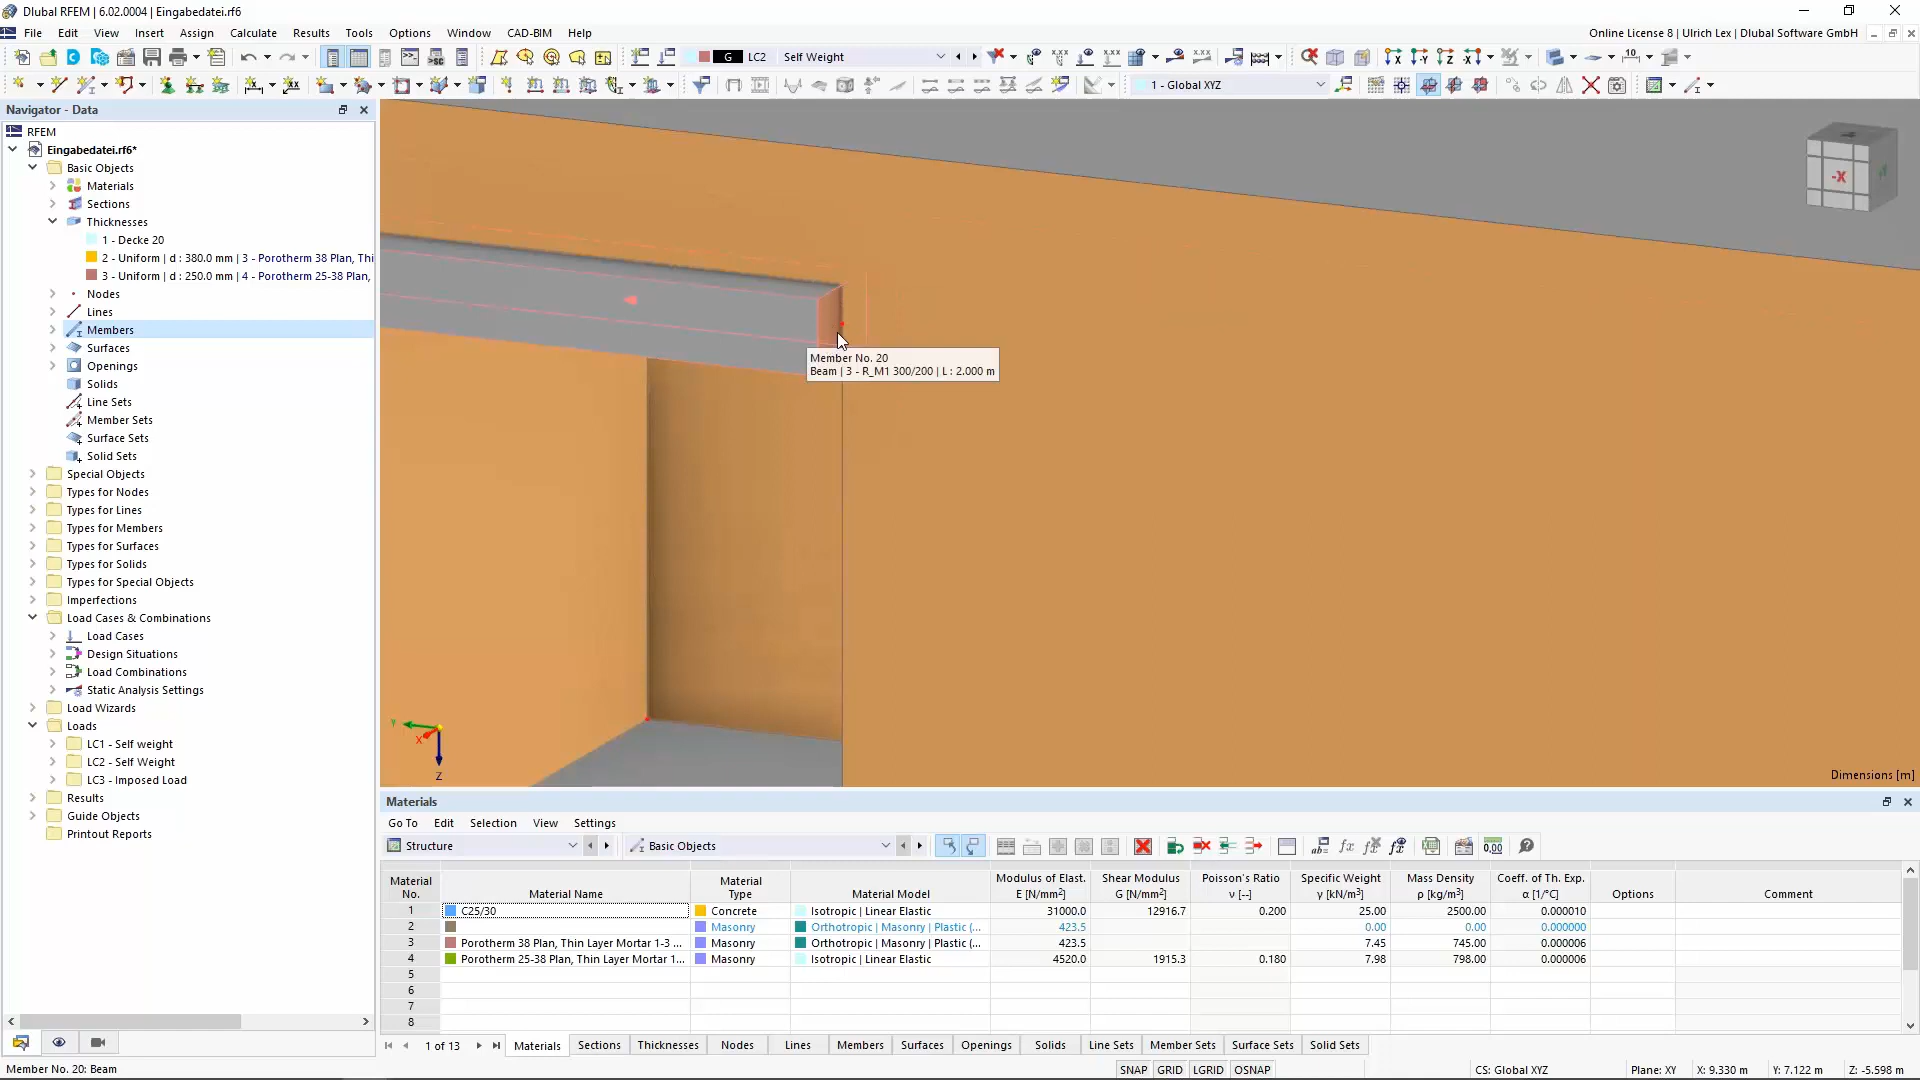 Dlubal RFEM | 6.02.0004 | Eingabedatei.rf6*
File Edit View Insert Assign Calculate Results Tools Options Window CAD-BIM Help
Online License 8 | Ulrich Lex | Dlubal Software GmbH
G LC2 Self Weight
1 - Global XYZ
Navigator - Data
RFEM
Eingabedatei.rf6*
Basic Objects
Materials
Sections
Thicknesses
1 - Decke 20
2 - Uniform | d : 380.0 mm | 3 - Porotherm 38 Plan, Thi
3 - Uniform | d : 250.0 mm | 4 - Porotherm 25-38 Plan,
Nodes
Lines
Members
Surfaces
Openings
Solids
Line Sets
Member Sets
Surface Sets
Solid Sets
Special Objects
Types for Nodes
Types for Lines
Types for Members
Types for Surfaces
Types for Solids
Types for Special Objects
Imperfections
Load Cases & Combinations
Load Cases
Design Situations
Load Combinations
Static Analysis Settings
Load Wizards
Loads
LC1 - Self weight
LC2 - Self Weight
LC3 - Imposed Load
Results
Guide Objects
Printout Reports
-X
Member No. 20
Beam | 3 - R_M1 300/200 | L : 2.000 m
Y
X
Z
Dimensions [m]
Materials
Go To Edit Selection View Settings
Structure Basic Objects
Material No. Material Name Material Type Material Model Modulus of Elast. E [N/mm²] Shear Modulus G [N/mm²] Poisson's Ratio ν [--] Specific Weight γ [kN/m³] Mass Density ρ [kg/m³] Coeff. of Th. Exp. α [1/°C] Options Comment
1 C25/30 Concrete Isotropic | Linear Elastic 31000.0 12916.7 0.200 25.00 2500.00 0.000010
2 Masonry Orthotropic | Masonry | Plastic (... 423.5 0.00 0.00 0.000000
3 Porotherm 38 Plan, Thin Layer Mortar 1-3 ... Masonry Orthotropic | Masonry | Plastic (... 423.5 7.45 745.00 0.000006
4 Porotherm 25-38 Plan, Thin Layer Mortar 1... Masonry Isotropic | Linear Elastic 4520.0 1915.3 0.180 7.98 798.00 0.000006
5
6
7
8
1 of 13 Materials Sections Thicknesses Nodes Lines Members Surfaces Openings Solids Line Sets Member Sets Surface Sets Solid Sets
Member No. 20: Beam
SNAP GRID LGRID OSNAP
CS: Global XYZ Plane: XY X: 9.330 m Y: 7.122 m Z: -5.598 m